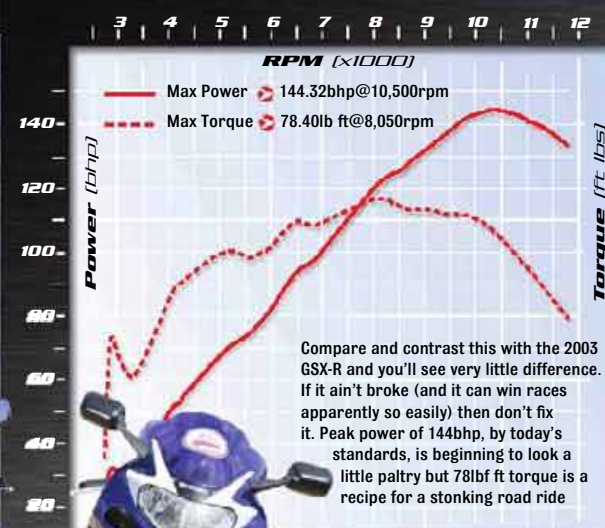 3 4 5 6 7 8 9 10 11 12
RPM (x1000)
Max Power 144.32bhp@10,500rpm
Max Torque 78.40lb ft@8,050rpm
140
120
100
80
60
40
20
Power (bhp)
Torque (ft lbs)
Compare and contrast this with the 2003
GSX-R and you'll see very little difference.
If it ain't broke (and it can win races
apparently so easily) then don't fix
it. Peak power of 144bhp, by today's
standards, is beginning to look a
little paltry but 78lbf ft torque is a
recipe for a stonking road ride